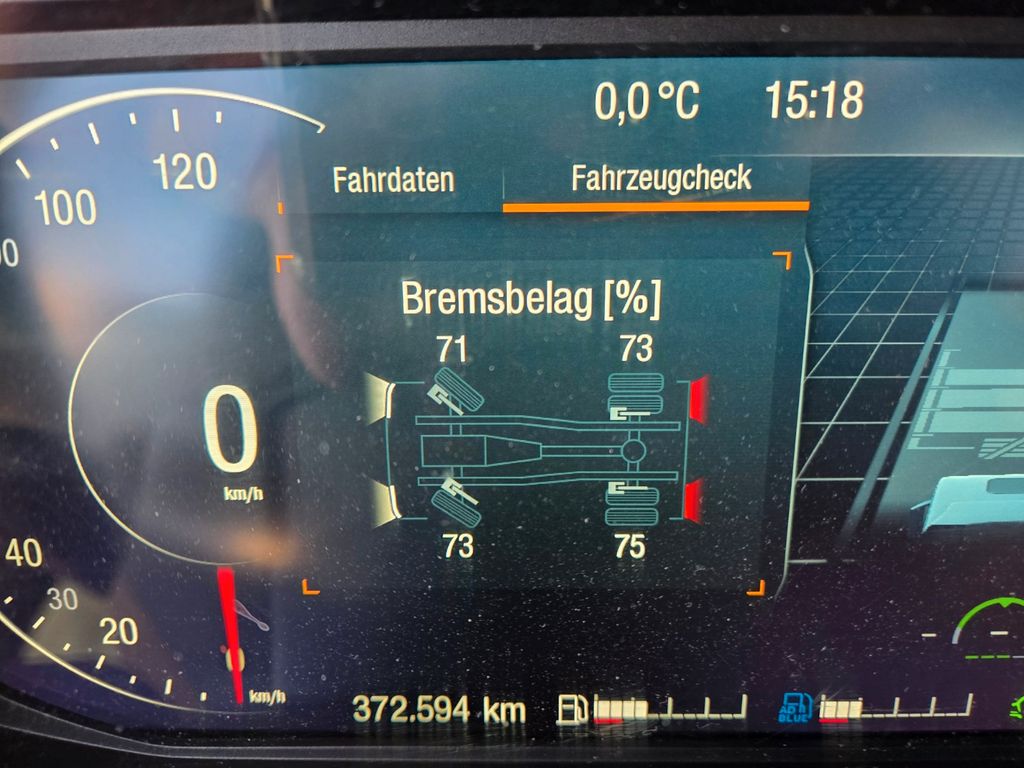 0,0 °C 15:18
Fahrdaten Fahrzeugcheck
120
100
Bremsbelag [%]
71 73
0
km/h
73 75
40
30
20
0
km/h
372.594 km
AD
BLUE